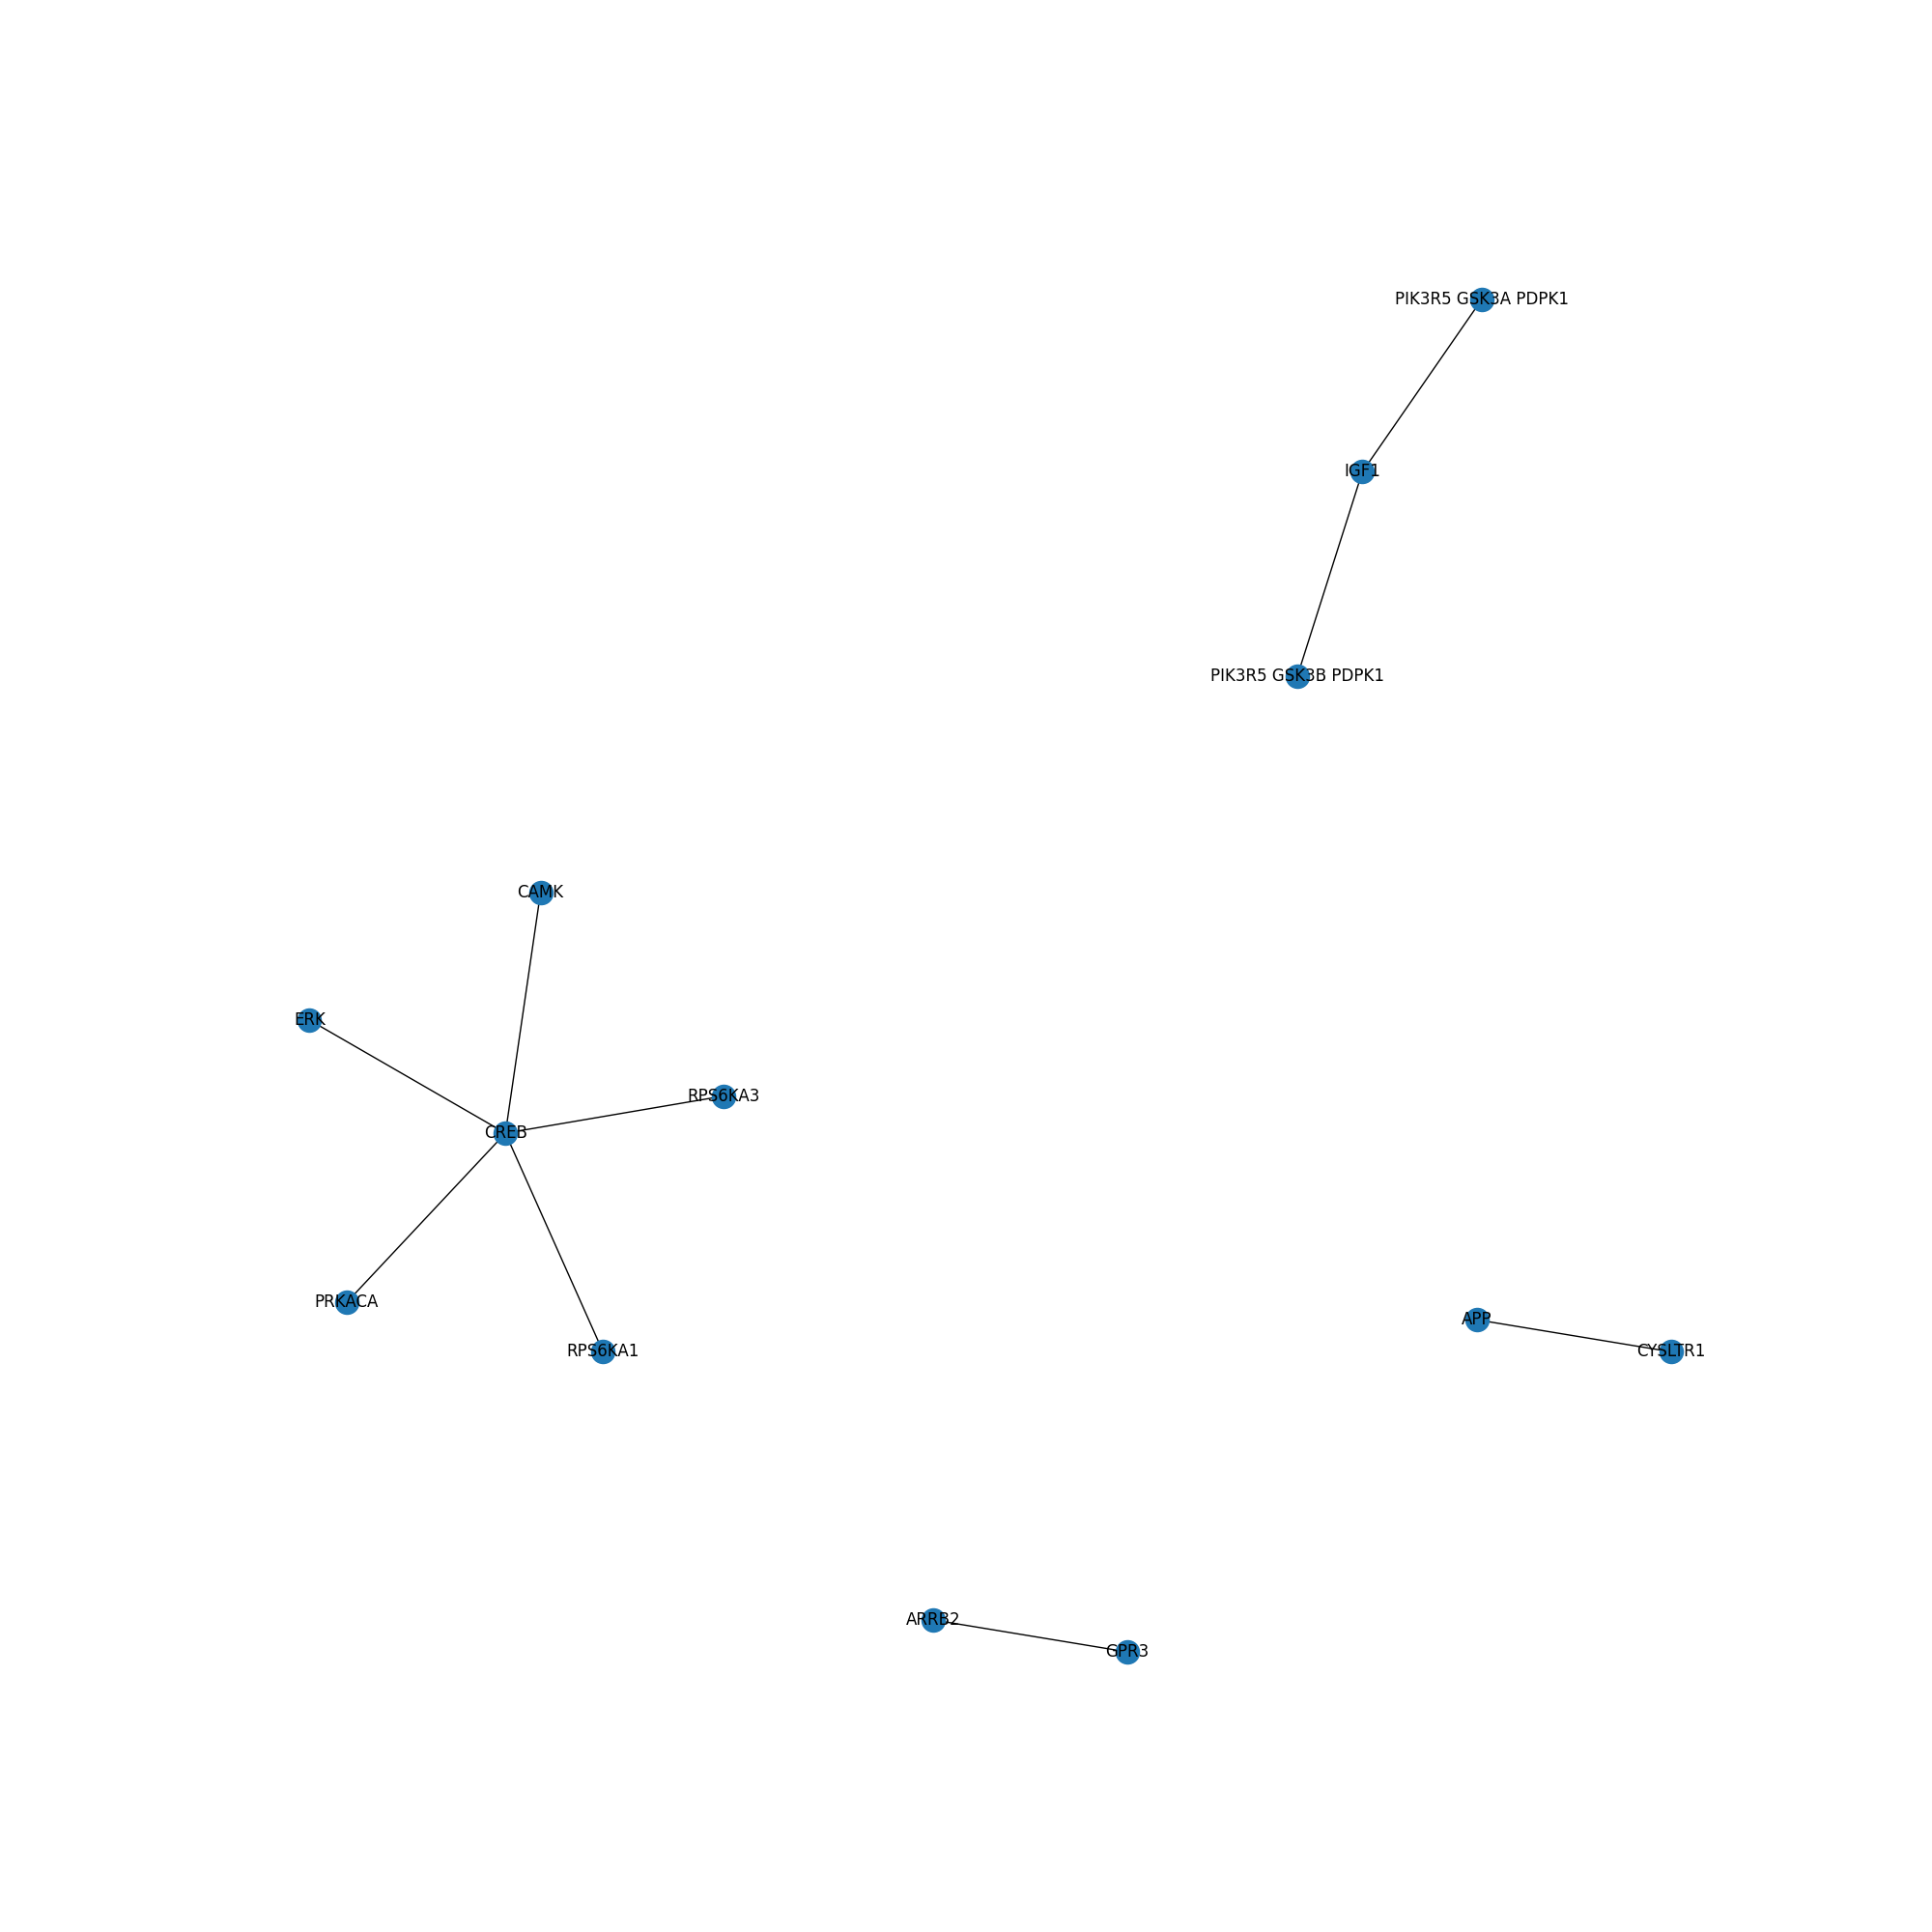 PIK3R5 GSK3A PDPK1
IGF1
PIK3R5 GSK3B PDPK1
CAMK
ERK
RPS6KA3
CREB
PRKACA
RPS6KA1
APP
CYSLTR1
ARRB2
GPR3